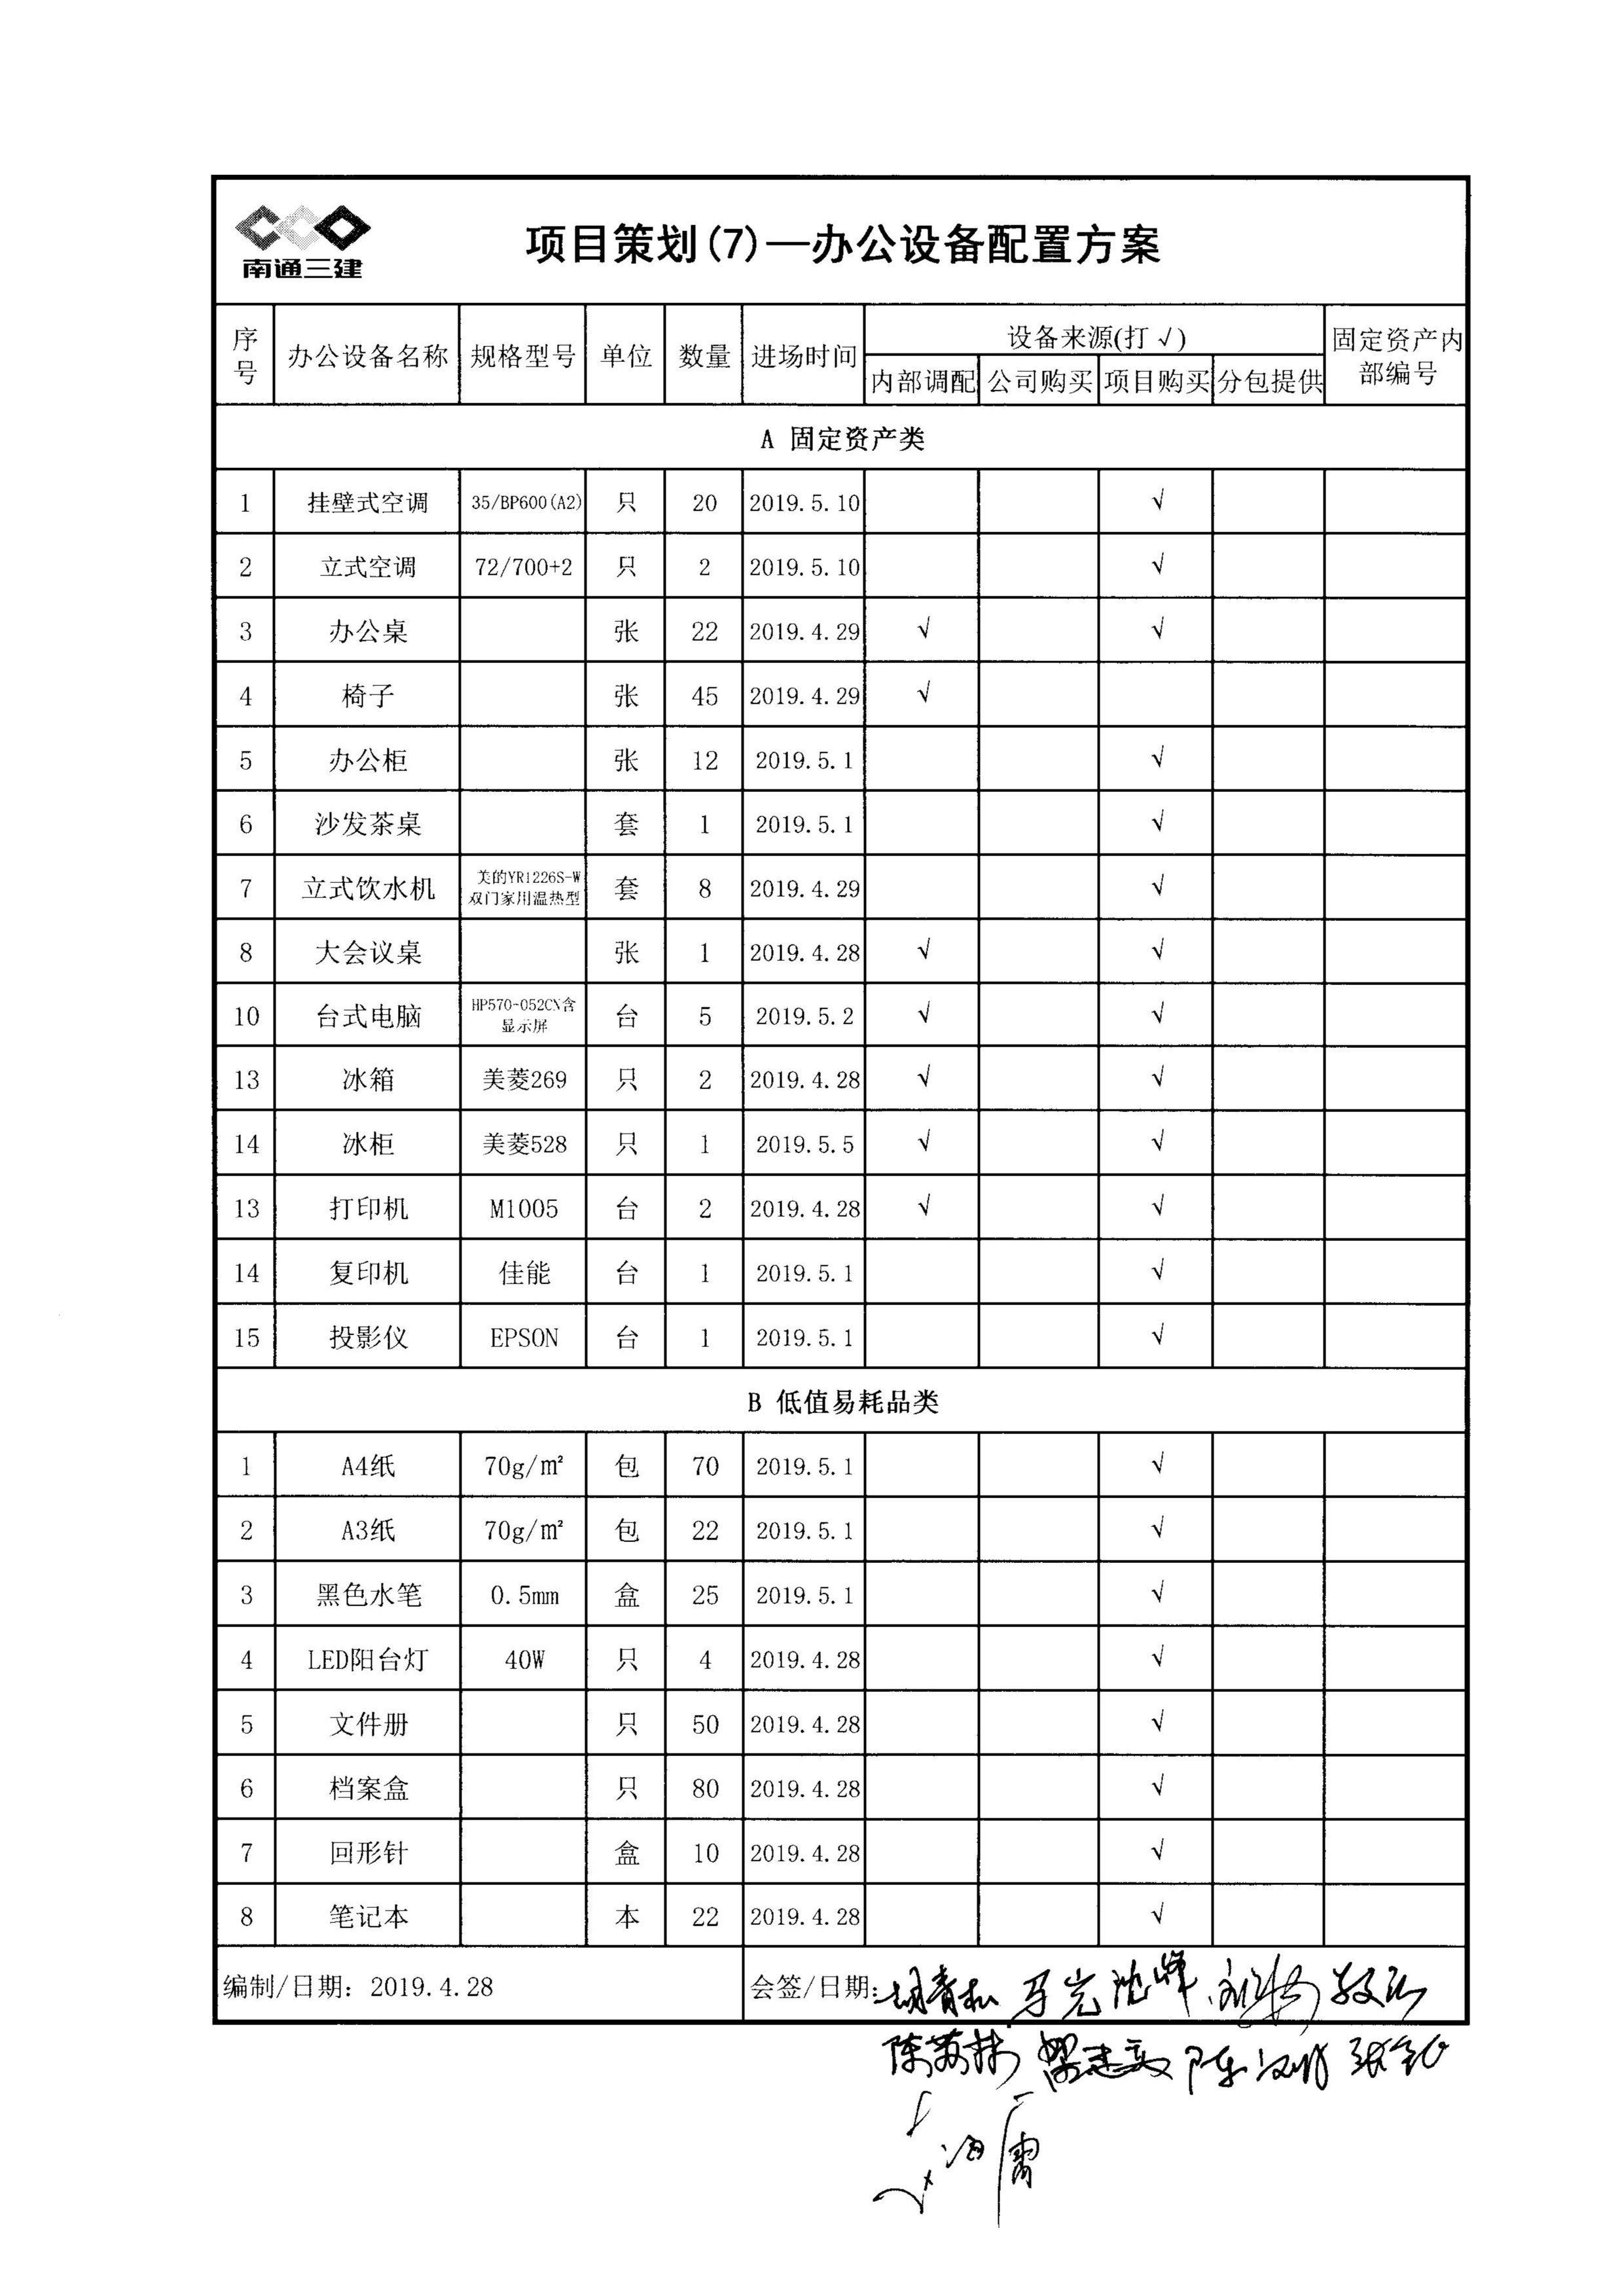 南通三建
项目策划(7)—办公设备配置方案
序号 办公设备名称 规格型号 单位 数量 进场时间 设备来源(打√) 固定资产内部编号
内部调配 公司购买 项目购买 分包提供
A 固定资产类
1 挂壁式空调 35/BP600(A2) 只 20 2019.5.10 √
2 立式空调 72/700+2 只 2 2019.5.10 √
3 办公桌 张 22 2019.4.29 √ √
4 椅子 张 45 2019.4.29 √
5 办公柜 张 12 2019.5.1 √
6 沙发茶桌 套 1 2019.5.1 √
7 立式饮水机 美的YR1226S-W双门家用温热型 套 8 2019.4.29 √
8 大会议桌 张 1 2019.4.28 √ √
10 台式电脑 HP570-052CN含显示屏 台 5 2019.5.2 √ √
13 冰箱 美菱269 只 2 2019.4.28 √ √
14 冰柜 美菱528 只 1 2019.5.5 √ √
13 打印机 M1005 台 2 2019.4.28 √ √
14 复印机 佳能 台 1 2019.5.1 √
15 投影仪 EPSON 台 1 2019.5.1 √
B 低值易耗品类
1 A4纸 70g/㎡ 包 70 2019.5.1 √
2 A3纸 70g/㎡ 包 22 2019.5.1 √
3 黑色水笔 0.5mm 盒 25 2019.5.1 √
4 LED阳台灯 40W 只 4 2019.4.28 √
5 文件册 只 50 2019.4.28 √
6 档案盒 只 80 2019.4.28 √
7 回形针 盒 10 2019.4.28 √
8 笔记本 本 22 2019.4.28 √
编制/日期：2019.4.28 会签/日期：胡青松
陈苏林